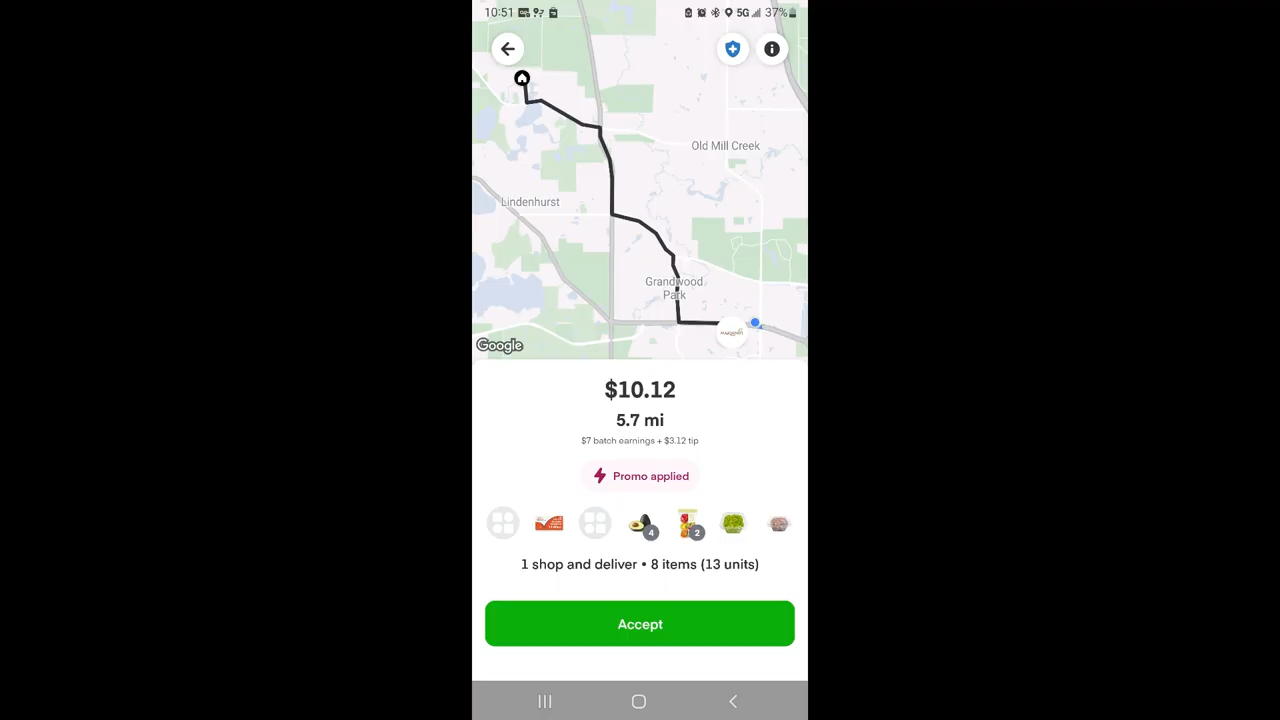 10:51
5G 37%
Old Mill Creek
Lindenhurst
Grandwood
Park
Google
$10.12
5.7 mi
$7 batch earnings + $3.12 tip
Promo applied
4
2
1 shop and deliver • 8 items (13 units)
Accept